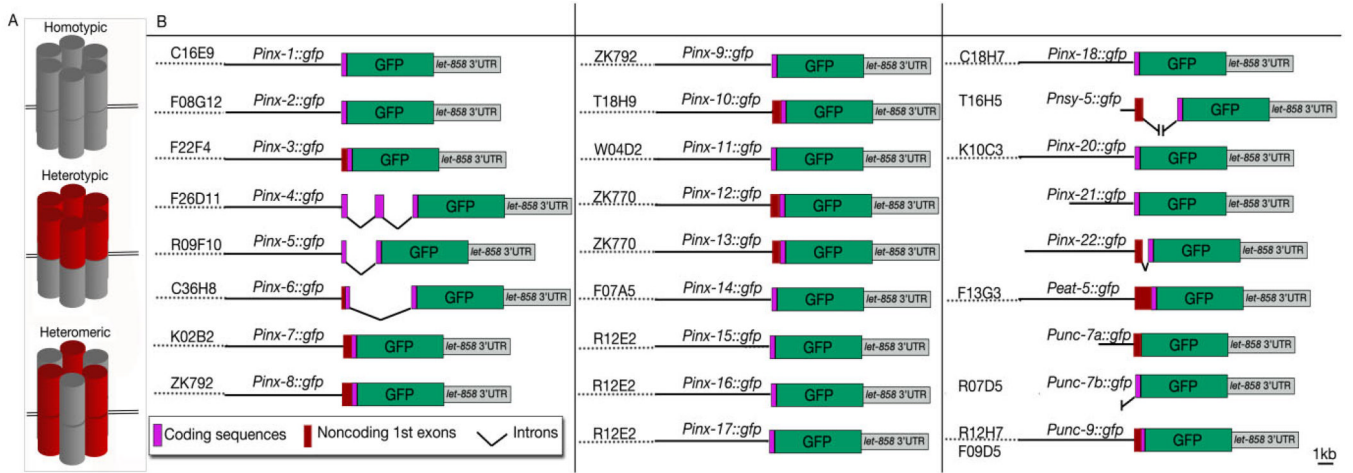 A
Homotypic
Heterotypic
Heteromeric
B
C16E9 Pinx-1::gfp GFP let-858 3'UTR
F08G12 Pinx-2::gfp GFP let-858 3'UTR
F22F4 Pinx-3::gfp GFP let-858 3'UTR
F26D11 Pinx-4::gfp GFP let-858 3'UTR
R09F10 Pinx-5::gfp GFP let-858 3'UTR
C36H8 Pinx-6::gfp GFP let-858 3'UTR
K02B2 Pinx-7::gfp GFP let-858 3'UTR
ZK792 Pinx-8::gfp GFP let-858 3'UTR
Coding sequences Noncoding 1st exons Introns
ZK792 Pinx-9::gfp GFP let-858 3'UTR
T18H9 Pinx-10::gfp GFP let-858 3'UTR
W04D2 Pinx-11::gfp GFP let-858 3'UTR
ZK770 Pinx-12::gfp GFP let-858 3'UTR
ZK770 Pinx-13::gfp GFP let-858 3'UTR
F07A5 Pinx-14::gfp GFP let-858 3'UTR
R12E2 Pinx-15::gfp GFP let-858 3'UTR
R12E2 Pinx-16::gfp GFP let-858 3'UTR
R12E2 Pinx-17::gfp GFP let-858 3'UTR
C18H7 Pinx-18::gfp GFP let-858 3'UTR
T16H5 Pnsy-5::gfp GFP let-858 3'UTR
K10C3 Pinx-20::gfp GFP let-858 3'UTR
Pinx-21::gfp GFP let-858 3'UTR
Pinx-22::gfp GFP let-858 3'UTR
F13G3 Peat-5::gfp GFP let-858 3'UTR
Punc-7a::gfp GFP let-858 3'UTR
R07D5 Punc-7b::gfp GFP let-858 3'UTR
R12H7 Punc-9::gfp GFP let-858 3'UTR
F09D5
1kb